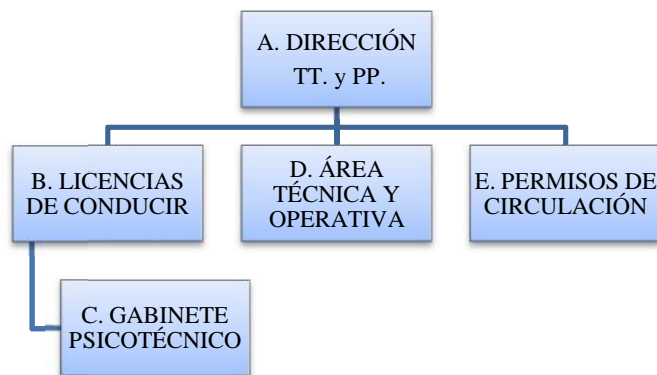 A. DIRECCIÓN
TT. y PP.
B. LICENCIAS
DE CONDUCIR
D. ÁREA
TÉCNICA Y
OPERATIVA
E. PERMISOS DE
CIRCULACIÓN
C. GABINETE
PSICOTÉCNICO